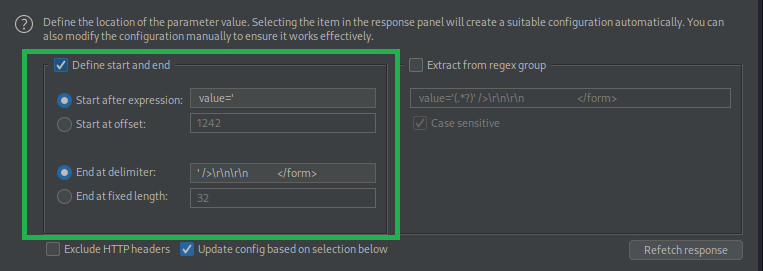 Define the location of the parameter value. Selecting the item in the response panel will create a suitable configuration automatically. You can
also modify the configuration manually to ensure it works effectively.
Define start and end
Start after expression: value='
Start at offset: 1242
End at delimiter: ' />\r\n\r\n </form>
End at fixed length: 32
Extract from regex group
value='(.*?)' />\r\n\r\n </form>
Case sensitive
Exclude HTTP headers
Update config based on selection below
Refetch response